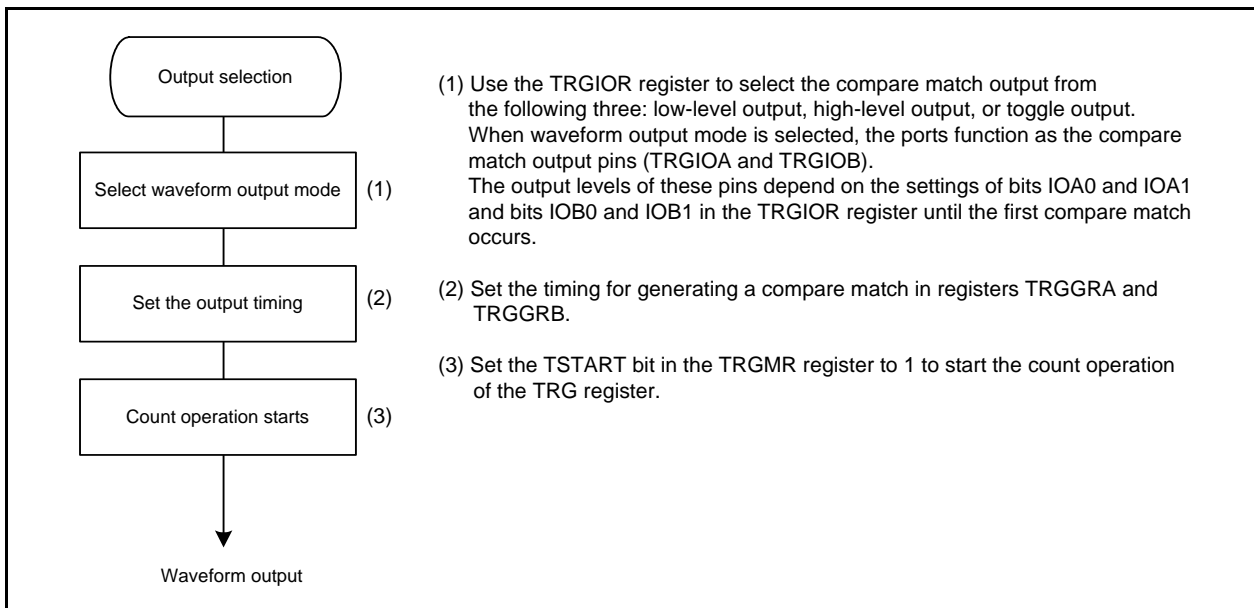 Output selection
Select waveform output mode
(1)
Set the output timing
(2)
Count operation starts
(3)
Waveform output
(1) Use the TRGIOR register to select the compare match output from
the following three: low-level output, high-level output, or toggle output.
When waveform output mode is selected, the ports function as the compare
match output pins (TRGIOA and TRGIOB).
The output levels of these pins depend on the settings of bits IOA0 and IOA1
and bits IOB0 and IOB1 in the TRGIOR register until the first compare match
occurs.
(2) Set the timing for generating a compare match in registers TRGGRA and
TRGGRB.
(3) Set the TSTART bit in the TRGMR register to 1 to start the count operation
of the TRG register.